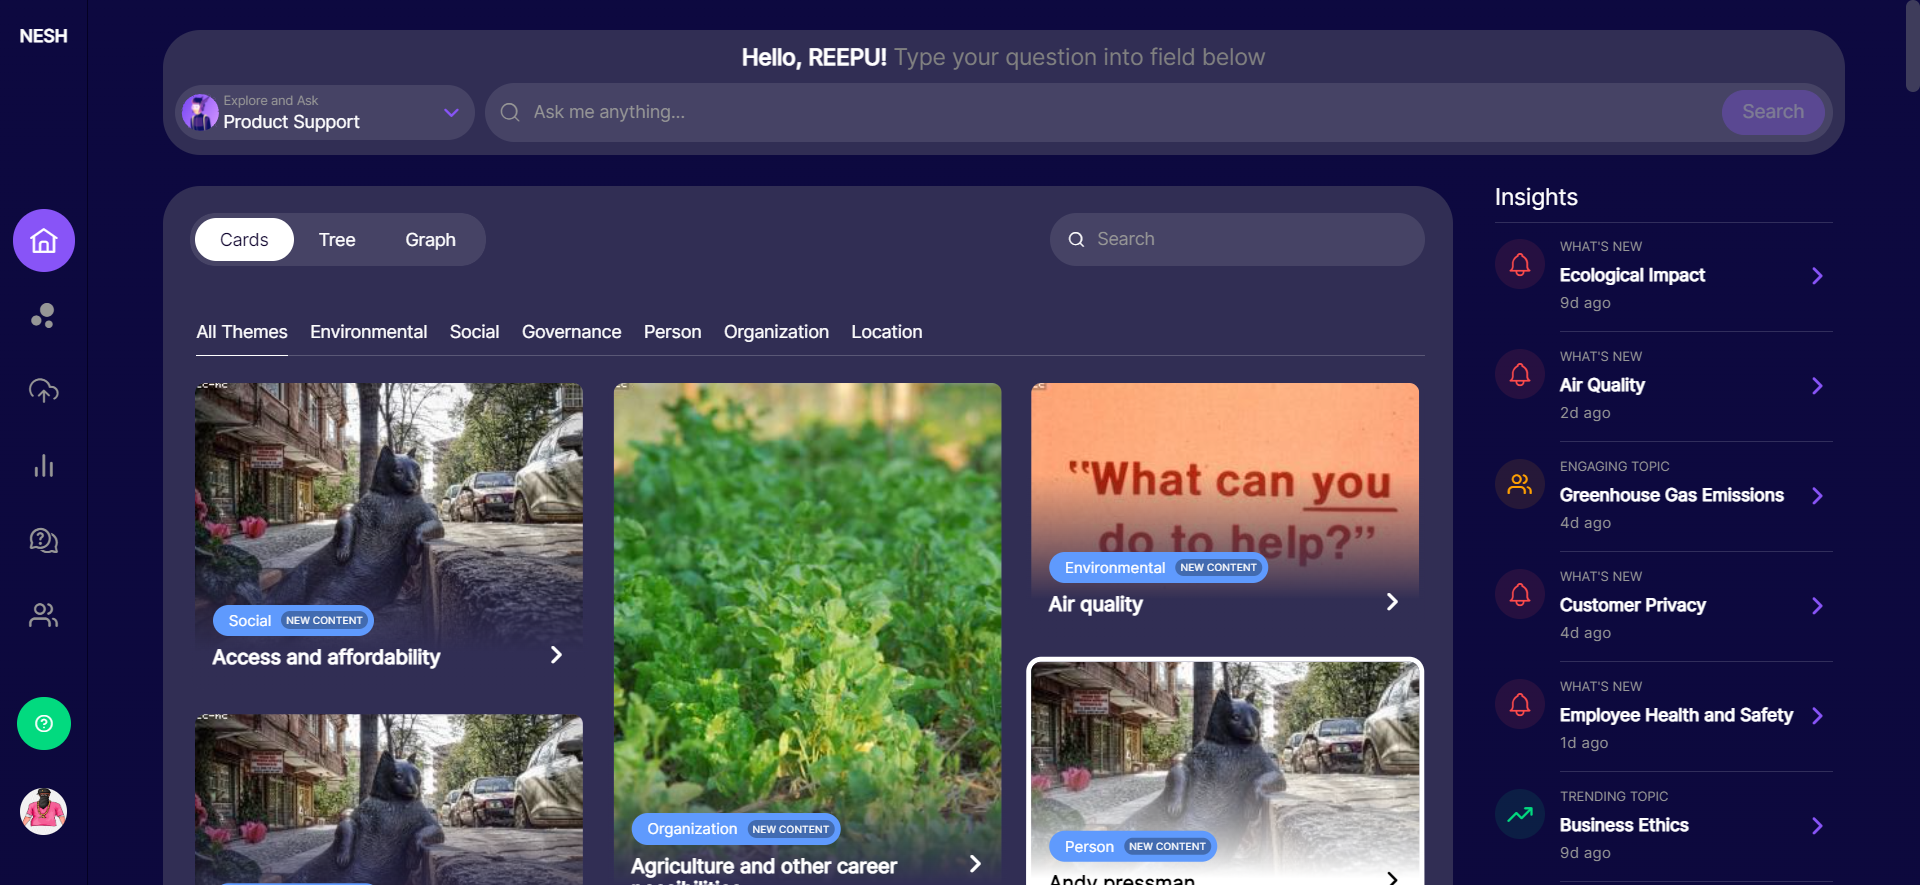 NESH
Hello, REEPU! Type your question into field below
Explore and Ask
Product Support
Ask me anything...
Search
Cards
Tree
Graph
Search
All Themes
Environmental
Social
Governance
Person
Organization
Location
Social NEW CONTENT
Access and affordability
Organization NEW CONTENT
Agriculture and other career
possibilities
"What can you
do to help?"
Environmental NEW CONTENT
Air quality
Person NEW CONTENT
Andy pressman
Insights
WHAT'S NEW
Ecological Impact
9d ago
WHAT'S NEW
Air Quality
2d ago
ENGAGING TOPIC
Greenhouse Gas Emissions
4d ago
WHAT'S NEW
Customer Privacy
4d ago
WHAT'S NEW
Employee Health and Safety
1d ago
TRENDING TOPIC
Business Ethics
9d ago